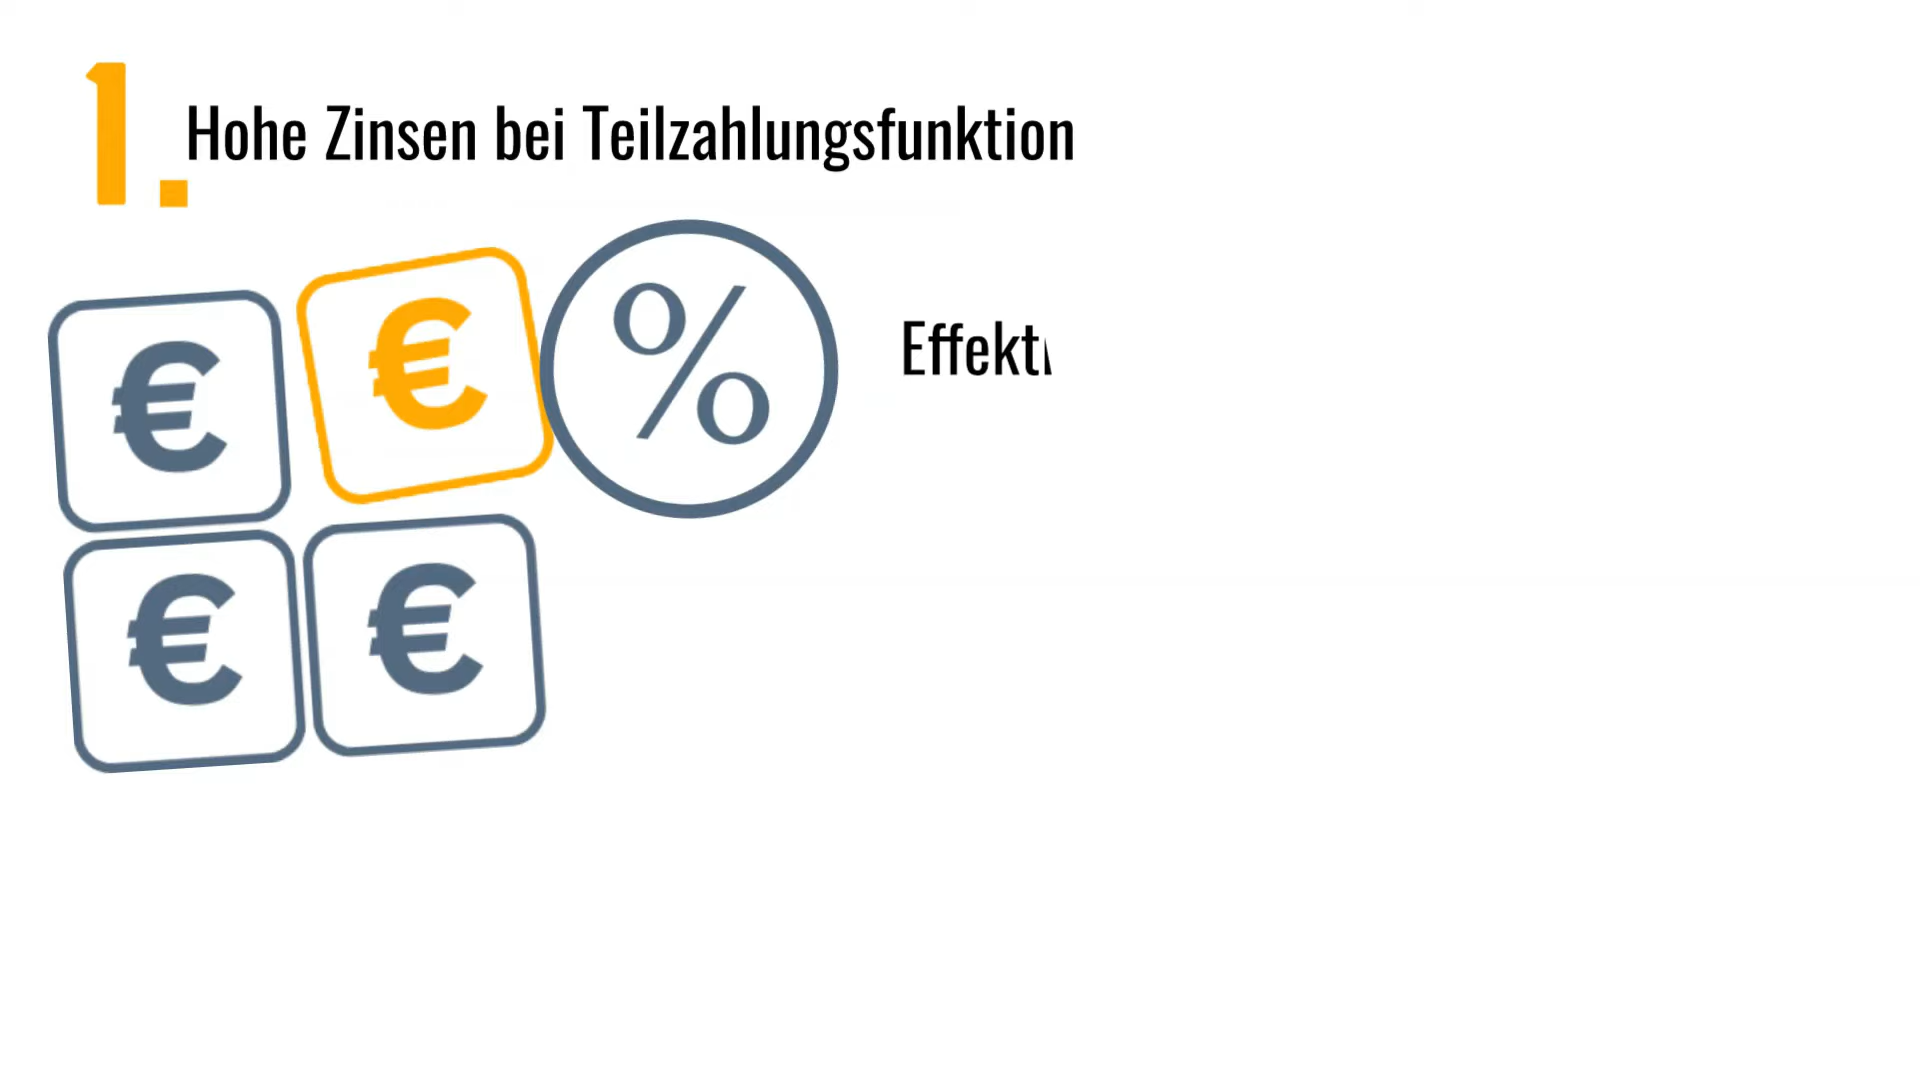 1. Hohe Zinsen bei Teilzahlungsfunktion
€ € %
Effekt
€ €